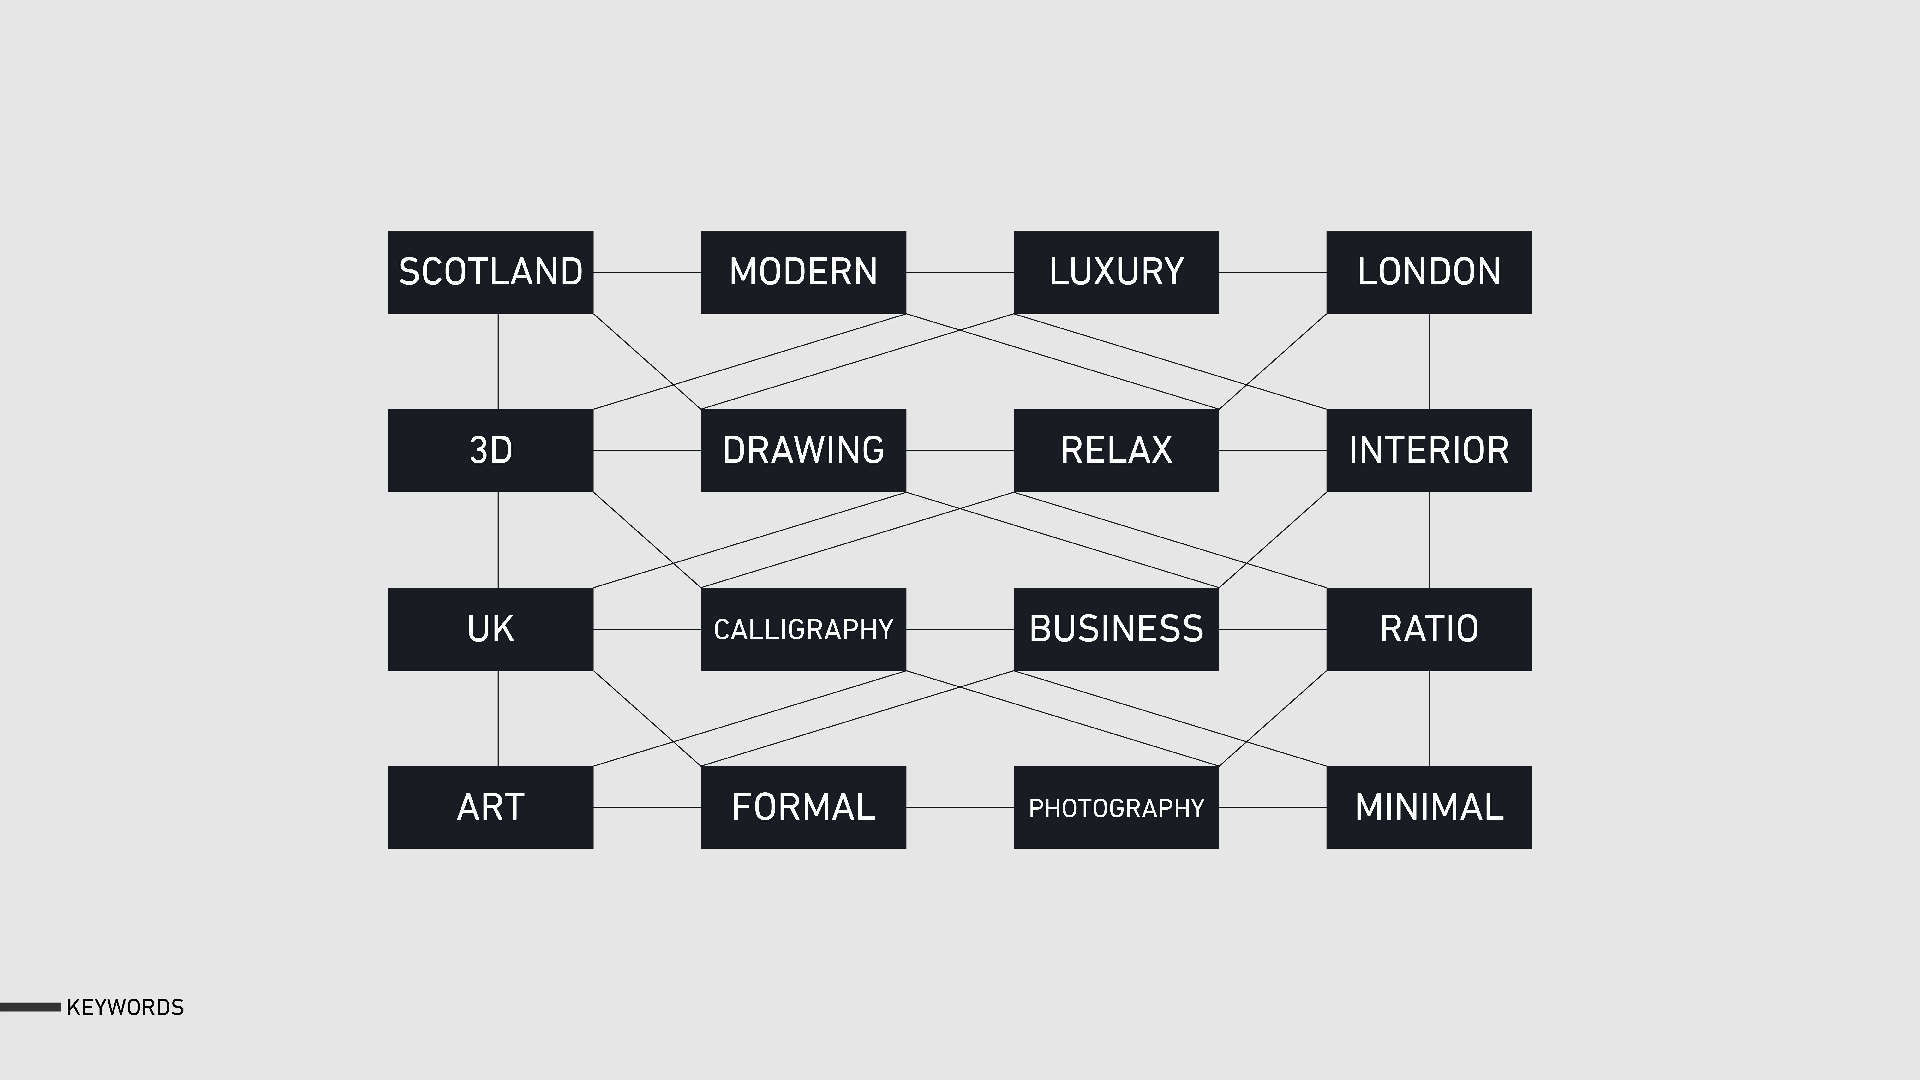 SCOTLAND
MODERN
LUXURY
LONDON
3D
DRAWING
RELAX
INTERIOR
UK
CALLIGRAPHY
BUSINESS
RATIO
ART
FORMAL
PHOTOGRAPHY
MINIMAL
KEYWORDS